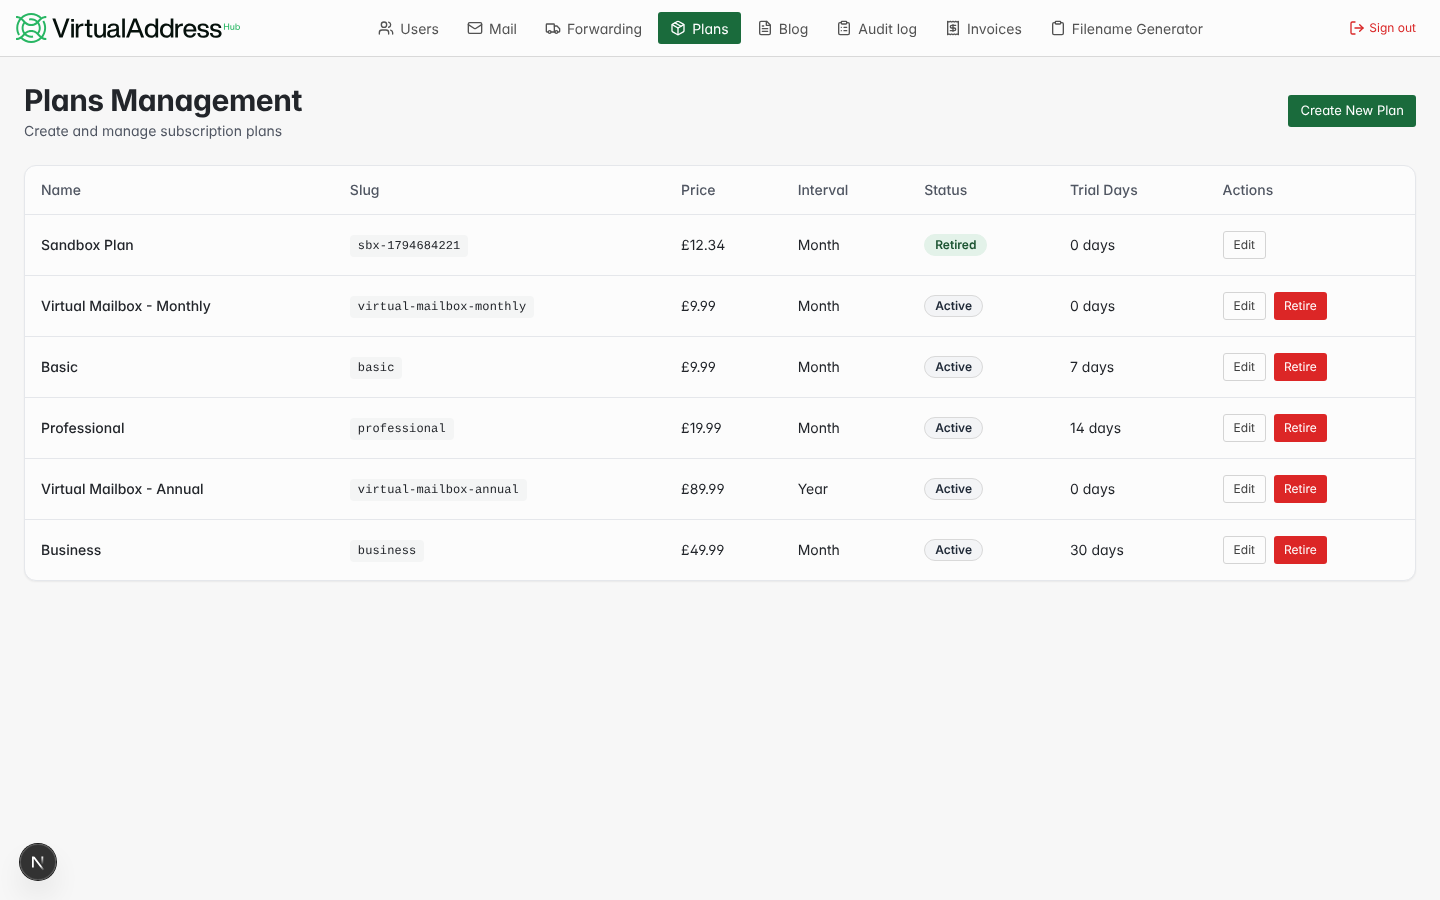 VirtualAddress Hub Users Mail Forwarding Plans Blog Audit log Invoices Filename Generator Sign out
Plans Management
Create and manage subscription plans
Create New Plan
Name Slug Price Interval Status Trial Days Actions
Sandbox Plan sbx-1794684221 £12.34 Month Retired 0 days Edit
Virtual Mailbox - Monthly virtual-mailbox-monthly £9.99 Month Active 0 days Edit Retire
Basic basic £9.99 Month Active 7 days Edit Retire
Professional professional £19.99 Month Active 14 days Edit Retire
Virtual Mailbox - Annual virtual-mailbox-annual £89.99 Year Active 0 days Edit Retire
Business business £49.99 Month Active 30 days Edit Retire
N